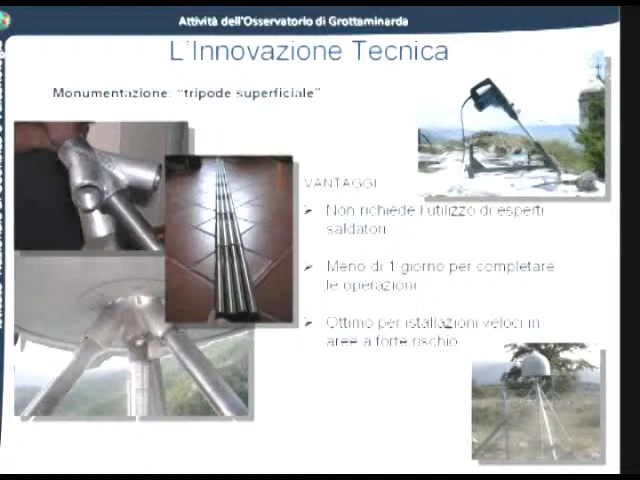 Attività dell'Osservatorio di Grottaminarda
L'Innovazione Tecnica
Monumentazione: "tripode superficiale"
VANTAGGI
➢ Non richiede l'utilizzo di esperti
saldatori
➢ Meno di 1 giorno per completare
le operazioni
➢ Ottimo per istallazioni veloci in
aree a forte rischio